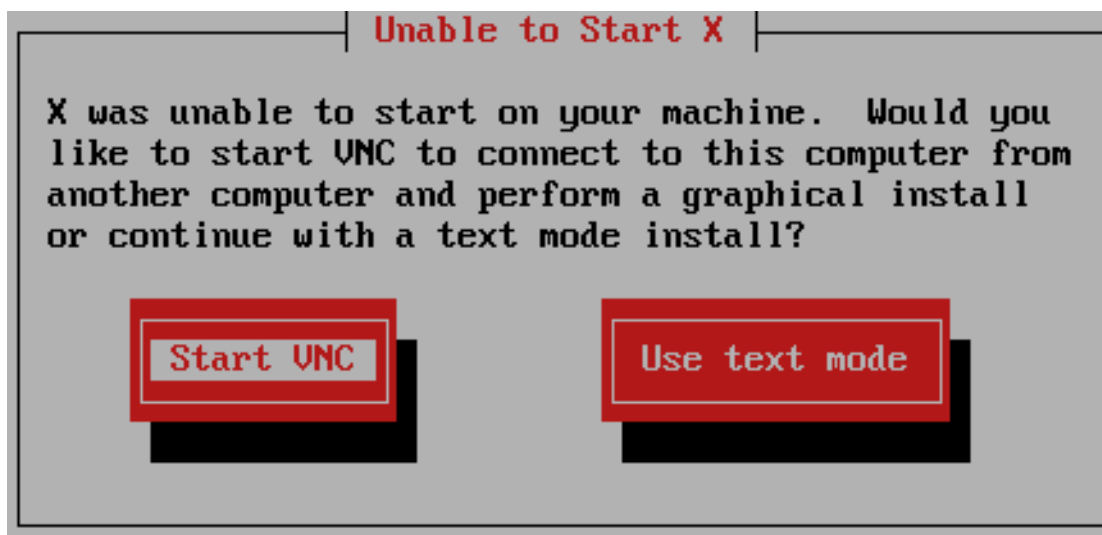 Unable to Start X
X was unable to start on your machine.  Would you
like to start VNC to connect to this computer from
another computer and perform a graphical install
or continue with a text mode install?
Start VNC
Use text mode